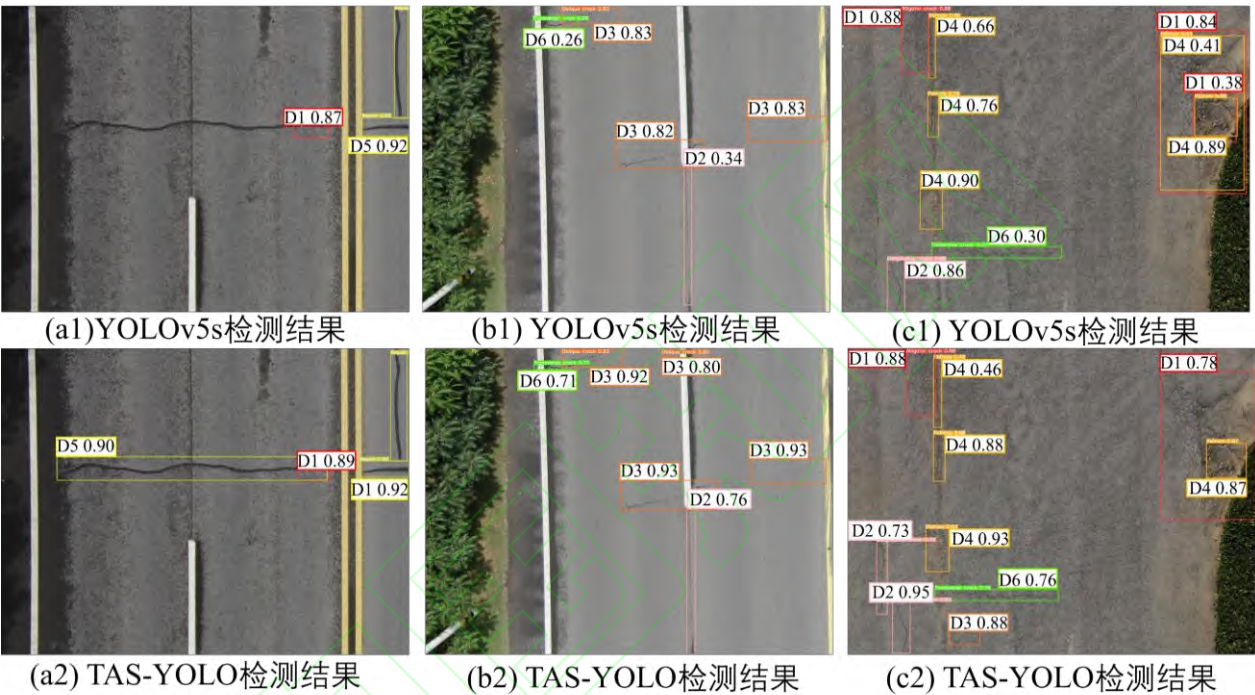 D1 0.87
D5 0.92
(a1)YOLOv5s检测结果
D6 0.26
D3 0.83
D3 0.83
D3 0.82
D2 0.34
(b1) YOLOv5s检测结果
D1 0.88
D4 0.66
D1 0.84
D4 0.41
D1 0.38
D4 0.76
D4 0.89
D4 0.90
D6 0.30
D2 0.86
(c1) YOLOv5s检测结果
D5 0.90
D1 0.89
D1 0.92
(a2) TAS-YOLO检测结果
D6 0.71
D3 0.92
D3 0.80
D3 0.93
D3 0.93
D2 0.76
(b2) TAS-YOLO检测结果
D1 0.88
D4 0.46
D1 0.78
D4 0.88
D4 0.87
D2 0.73
D4 0.93
D6 0.76
D2 0.95
D3 0.88
(c2) TAS-YOLO检测结果